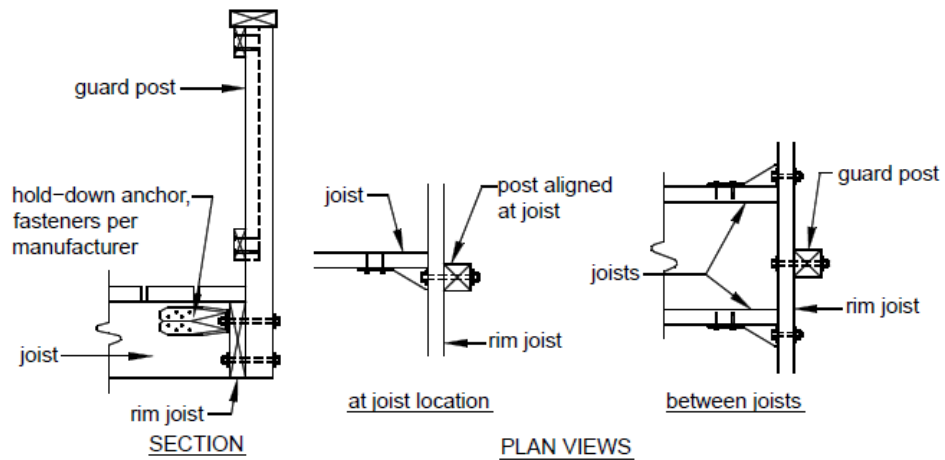 guard post
hold-down anchor,
fasteners per
manufacturer
joist
rim joist
SECTION
joist
post aligned
at joist
rim joist
at joist location
guard post
joists
rim joist
between joists
PLAN VIEWS